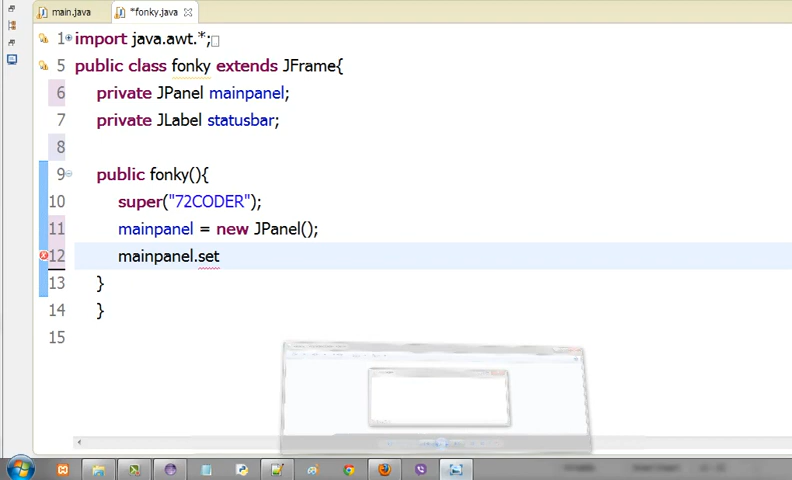 main.java *fonky.java
1 import java.awt.*;
5 public class fonky extends JFrame{
6 private JPanel mainpanel;
7 private JLabel statusbar;
8
9 public fonky(){
10 super("72CODER");
11 mainpanel = new JPanel();
12 mainpanel.set
13 }
14 }
15